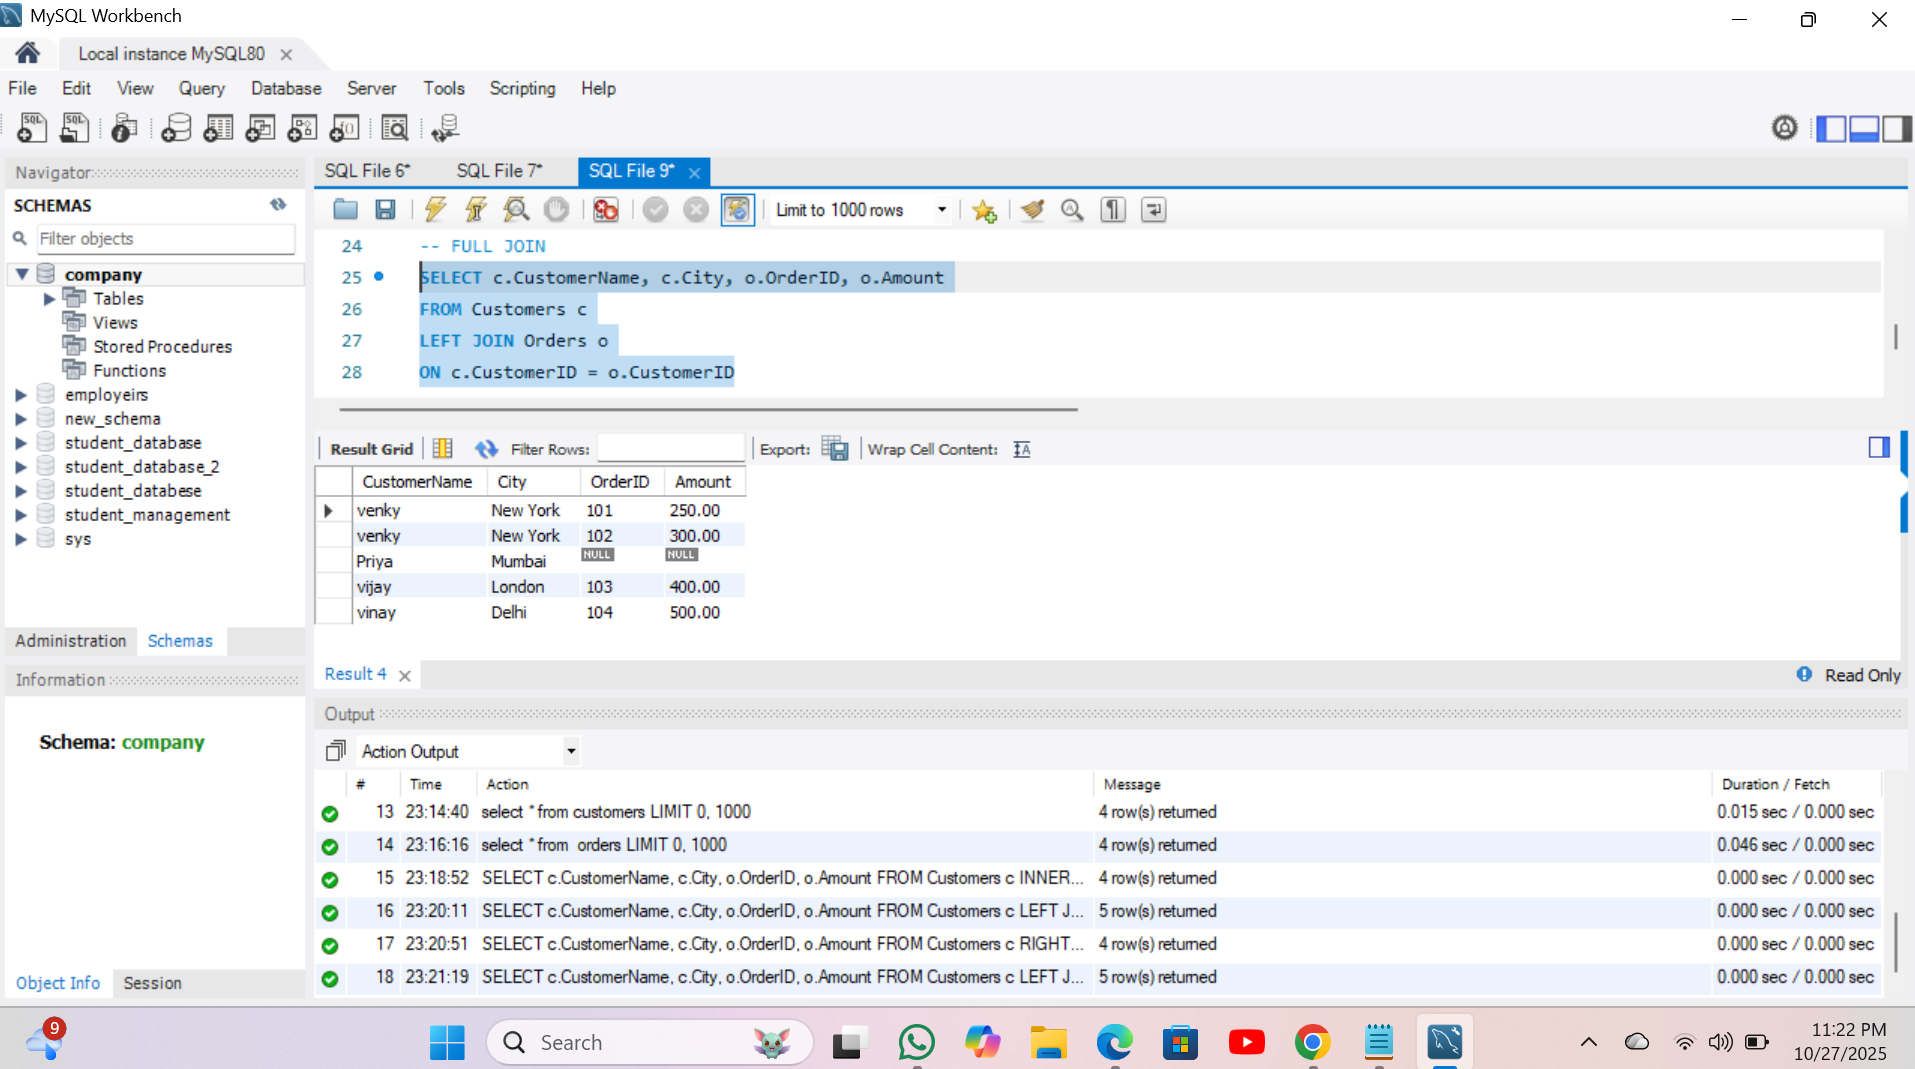 MySQL Workbench
Local instance MySQL80
File Edit View Query Database Server Tools Scripting Help
Navigator
SCHEMAS
Filter objects
company
Tables
Views
Stored Procedures
Functions
employeirs
new_schema
student_database
student_database_2
student_databese
student_management
sys
Administration Schemas
Information
Schema: company
Object Info Session
SQL File 6* SQL File 7* SQL File 9*
Limit to 1000 rows
24 -- FULL JOIN
25 SELECT c.CustomerName, c.City, o.OrderID, o.Amount
26 FROM Customers c
27 LEFT JOIN Orders o
28 ON c.CustomerID = o.CustomerID
Result Grid Filter Rows: Export: Wrap Cell Content:
CustomerName City OrderID Amount
venky New York 101 250.00
venky New York 102 300.00
Priya Mumbai NULL NULL
vijay London 103 400.00
vinay Delhi 104 500.00
Result 4 Read Only
Output
Action Output
# Time Action Message Duration / Fetch
13 23:14:40 select * from customers LIMIT 0, 1000 4 row(s) returned 0.015 sec / 0.000 sec
14 23:16:16 select * from orders LIMIT 0, 1000 4 row(s) returned 0.046 sec / 0.000 sec
15 23:18:52 SELECT c.CustomerName, c.City, o.OrderID, o.Amount FROM Customers c INNER... 4 row(s) returned 0.000 sec / 0.000 sec
16 23:20:11 SELECT c.CustomerName, c.City, o.OrderID, o.Amount FROM Customers c LEFT J... 5 row(s) returned 0.000 sec / 0.000 sec
17 23:20:51 SELECT c.CustomerName, c.City, o.OrderID, o.Amount FROM Customers c RIGHT... 4 row(s) returned 0.000 sec / 0.000 sec
18 23:21:19 SELECT c.CustomerName, c.City, o.OrderID, o.Amount FROM Customers c LEFT J... 5 row(s) returned 0.000 sec / 0.000 sec
9
Search
11:22 PM
10/27/2025